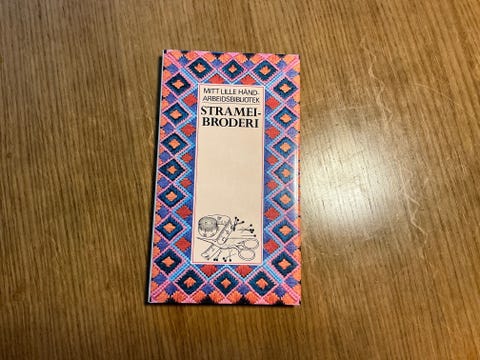 MITT LILLE HÅND-
ARBEIDSBIBLIOTEK
STRAMEI-
BRODERI